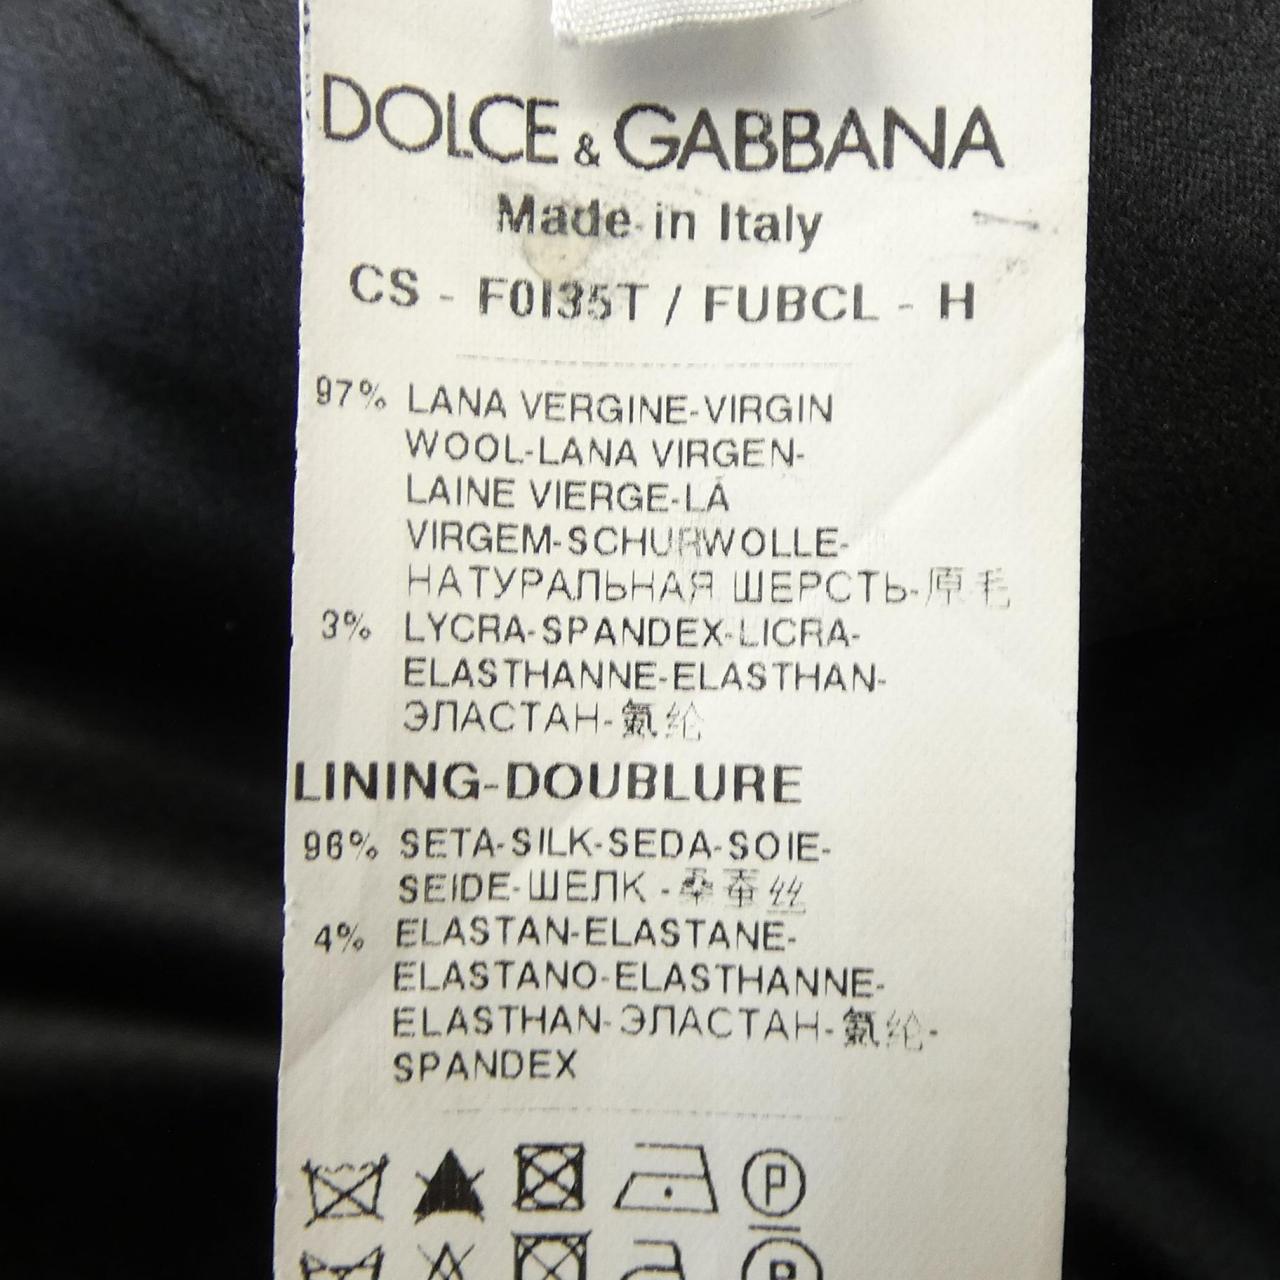 DOLCE & GABBANA
Made in Italy
CS - F0I35T / FUBCL - H
97% LANA VERGINE-VIRGIN
WOOL-LANA VIRGEN-
LAINE VIERGE-LÁ
VIRGEM-SCHURWOLLE-
НАТУРАЛЬНАЯ ШЕРСТЬ-原毛
3% LYCRA-SPANDEX-LICRA-
ELASTHANNE-ELASTHAN-
ЭЛАСТАН-氨纶
LINING-DOUBLURE
96% SETA-SILK-SEDA-SOIE-
SEIDE-ШЕЛК-桑蚕丝
4% ELASTAN-ELASTANE-
ELASTANO-ELASTHANNE-
ELASTHAN-ЭЛАСТАН-氨纶-
SPANDEX
P
P